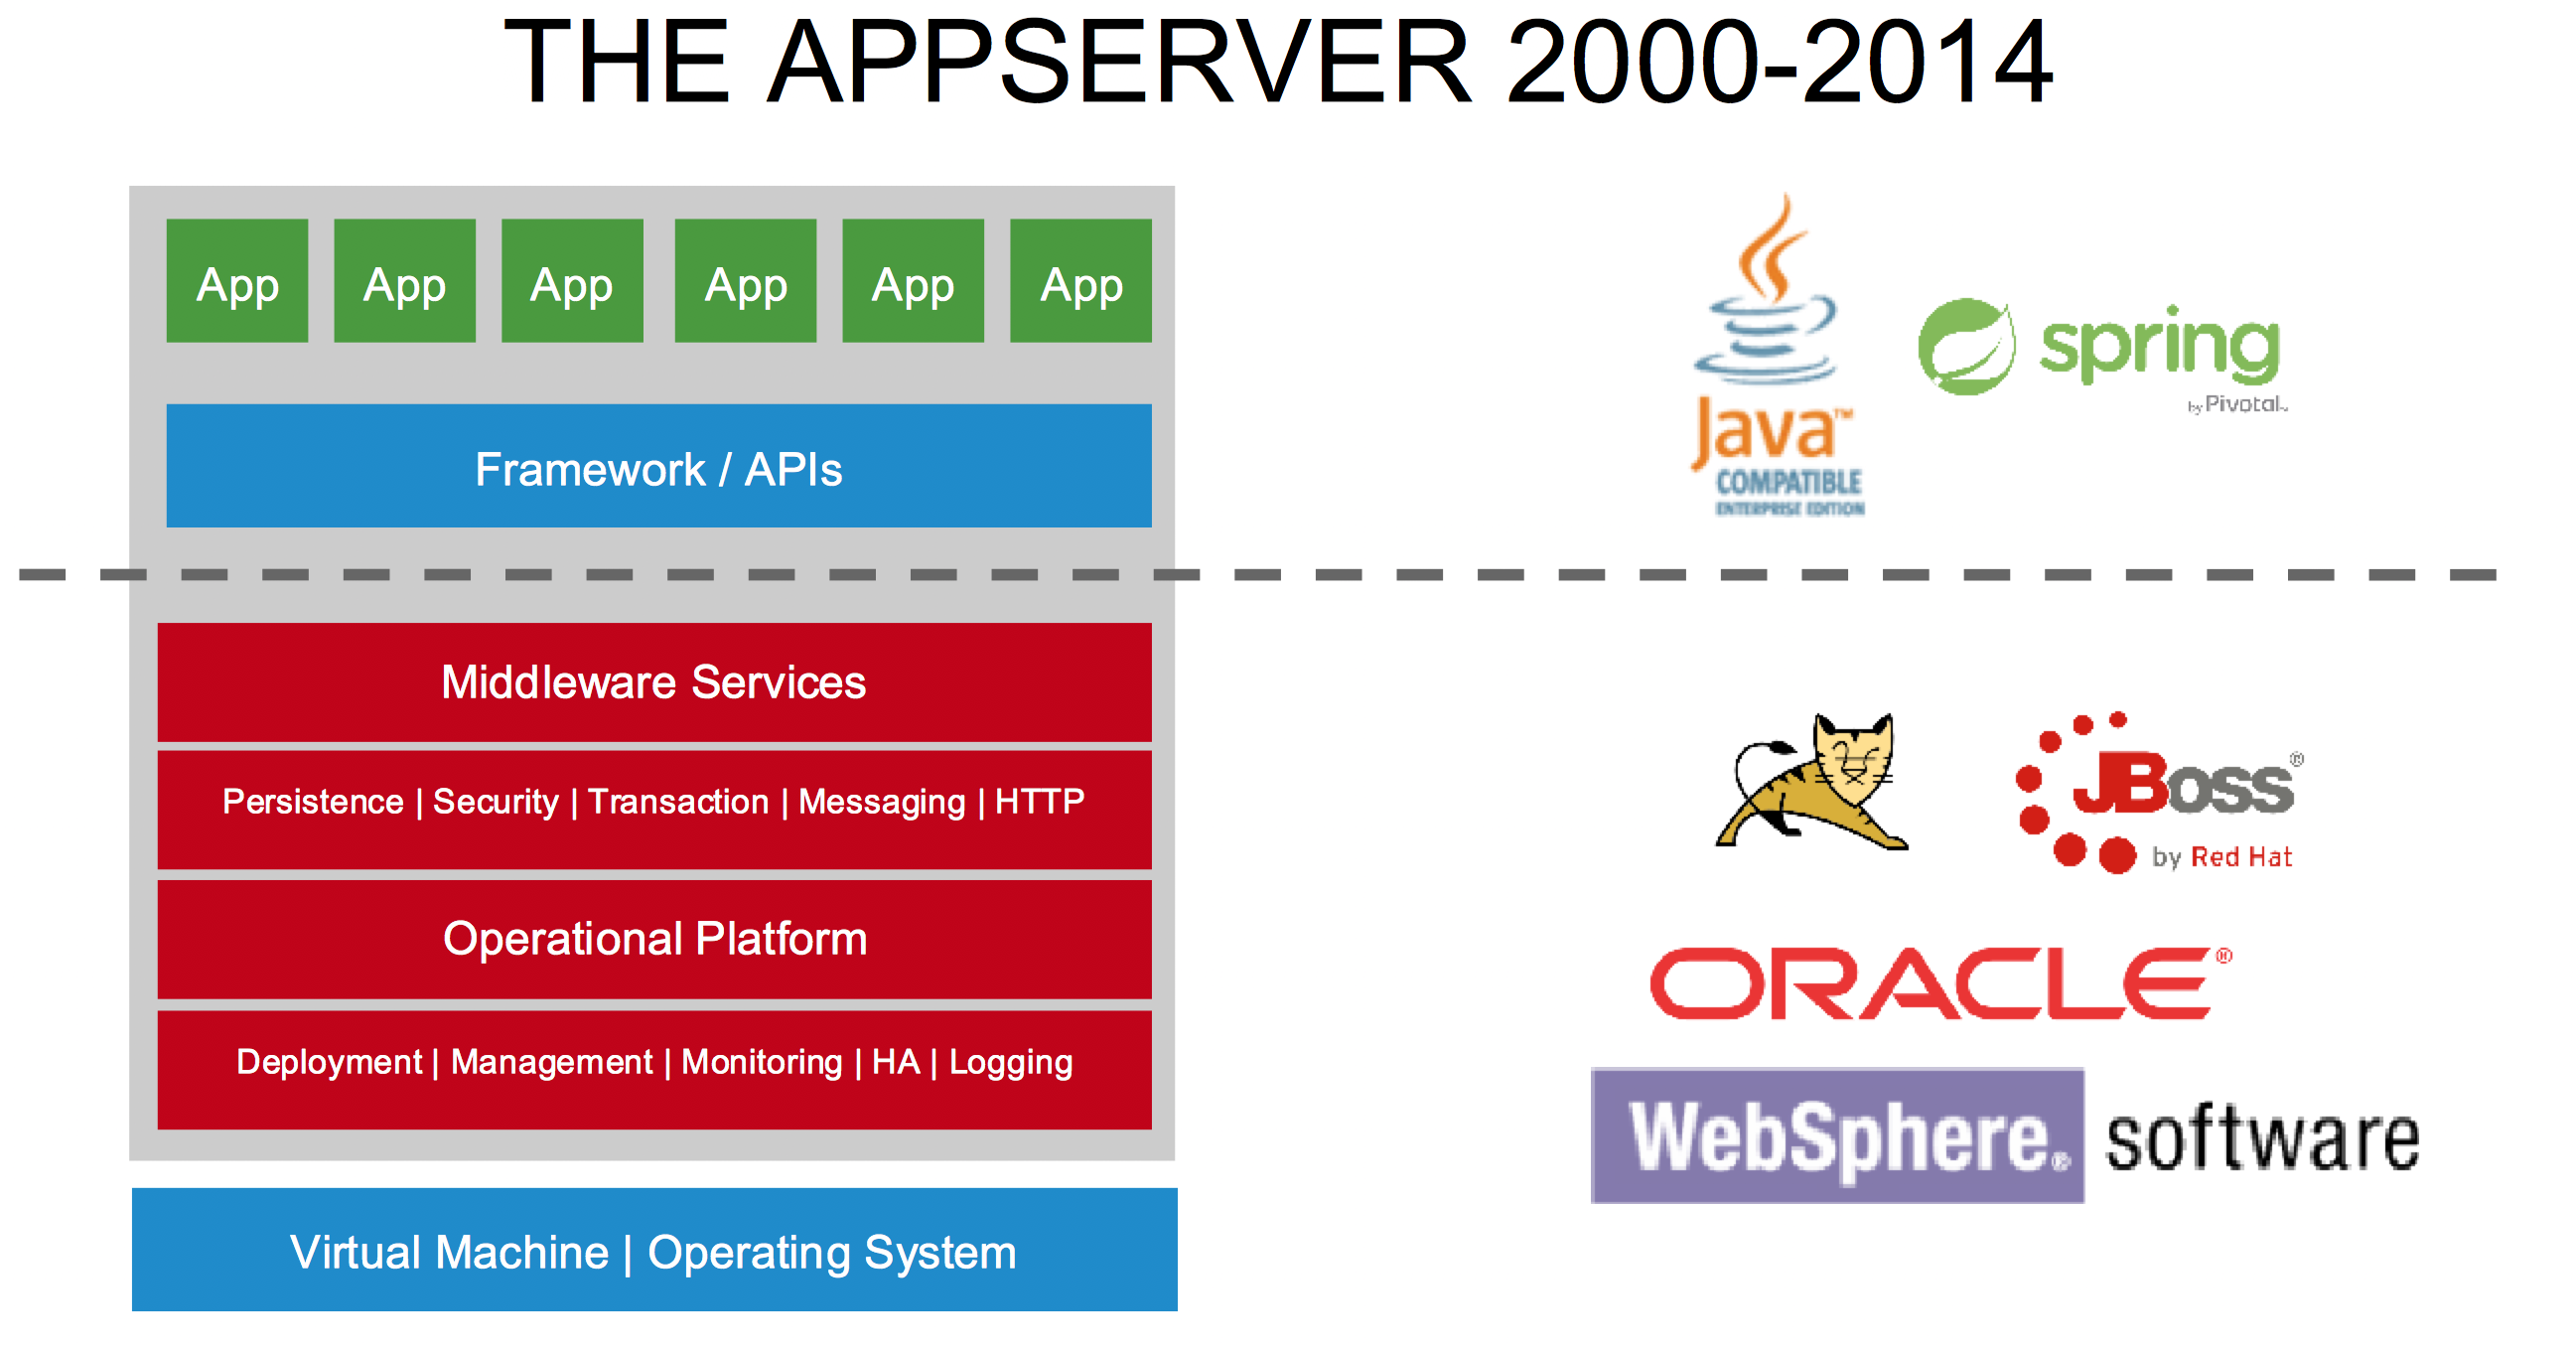 THE APPSERVER 2000-2014
App App App App App App
Framework / APIs
Java™
COMPATIBLE
ENTERPRISE EDITION
spring
by Pivotal™
Middleware Services
Persistence | Security | Transaction | Messaging | HTTP
Operational Platform
Deployment | Management | Monitoring | HA | Logging
JBoss®
by Red Hat
ORACLE®
WebSphere® software
Virtual Machine | Operating System